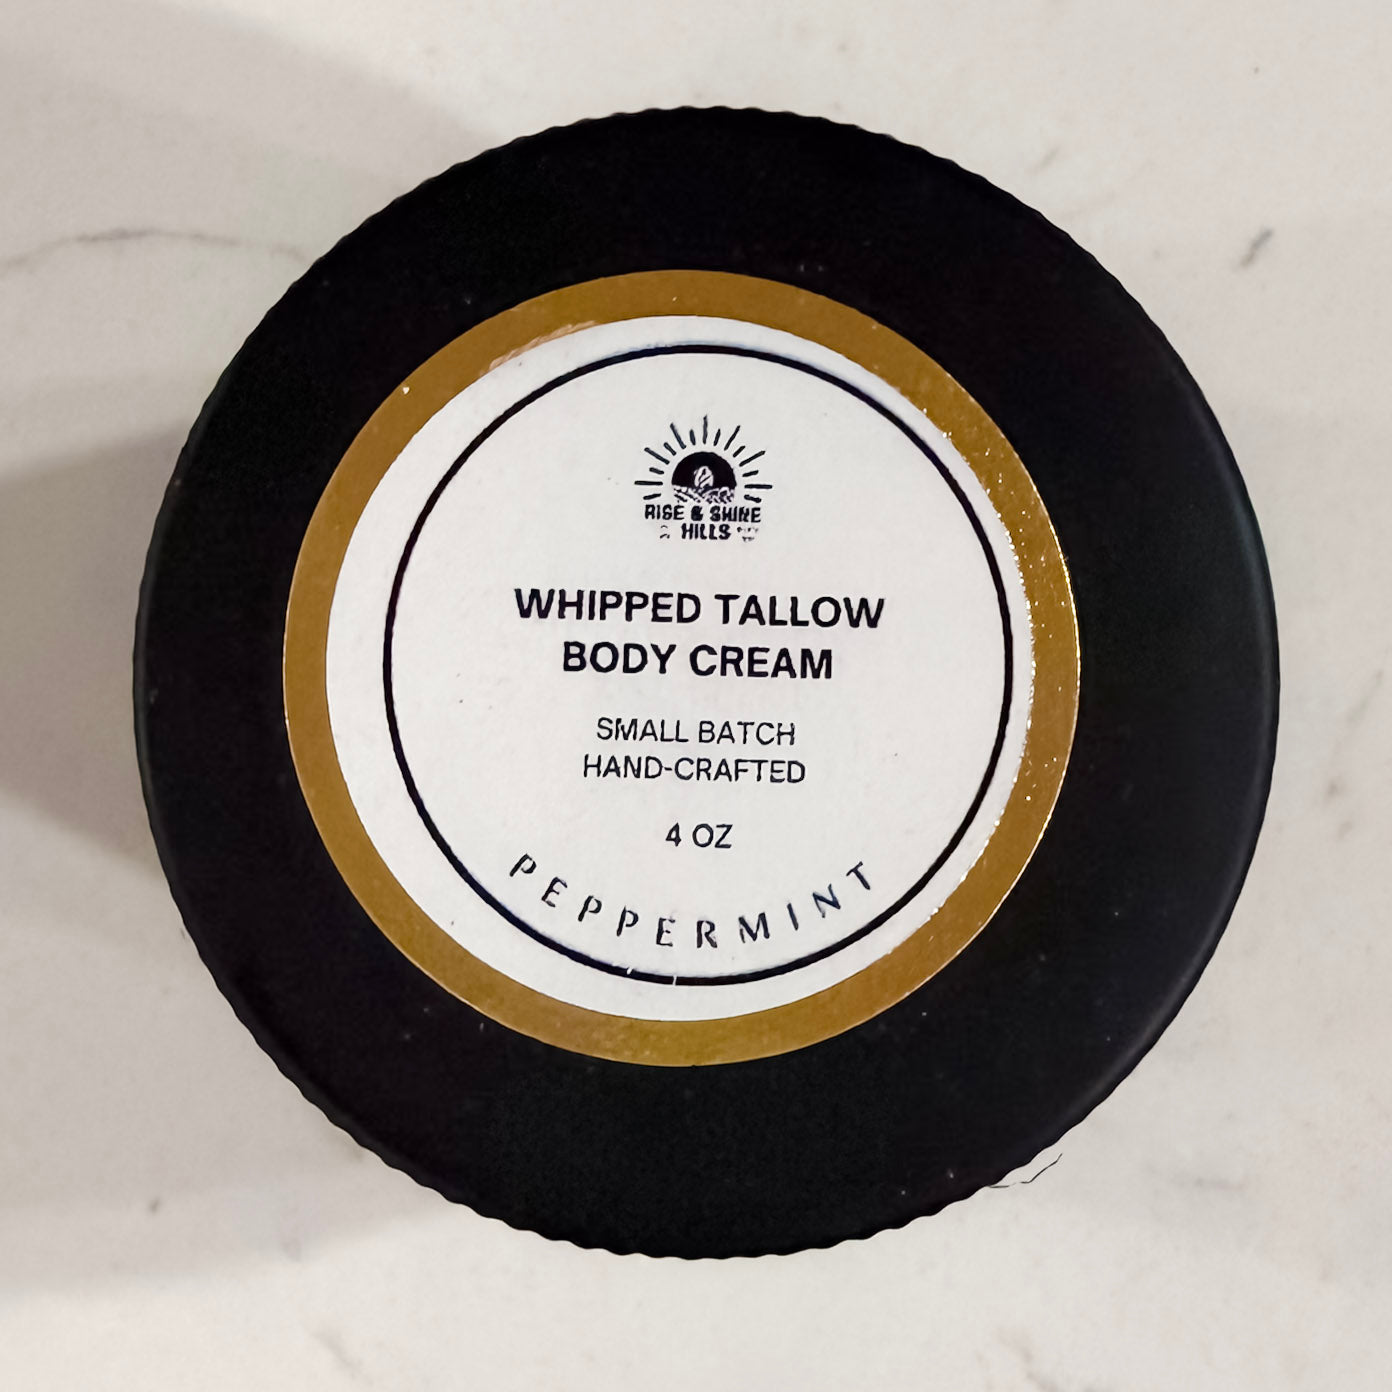 RISE & SHINE
HILLS
WHIPPED TALLOW
BODY CREAM
SMALL BATCH
HAND-CRAFTED
4 OZ
PEPPERMINT